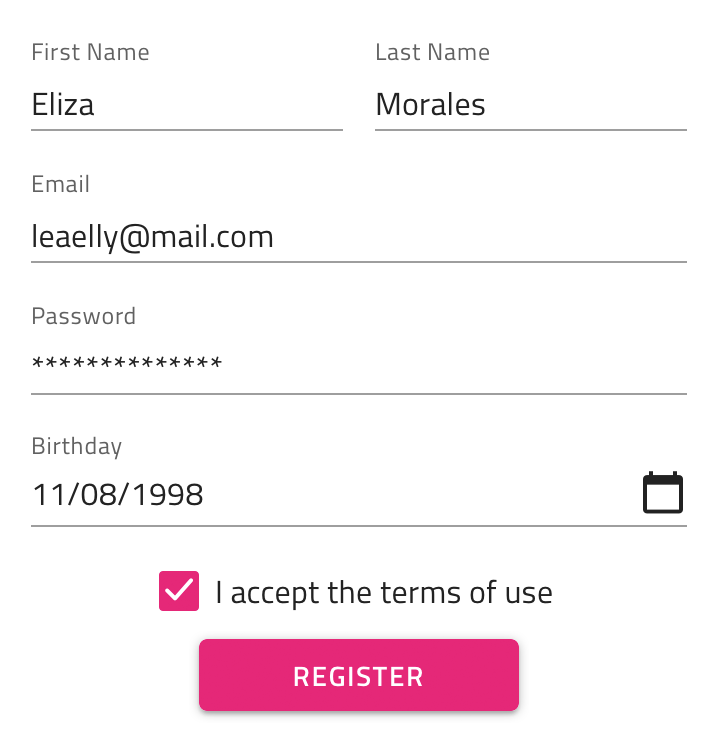 First Name Last Name
Eliza Morales
Email
leaelly@mail.com
Password
**************
Birthday
11/08/1998
I accept the terms of use
REGISTER